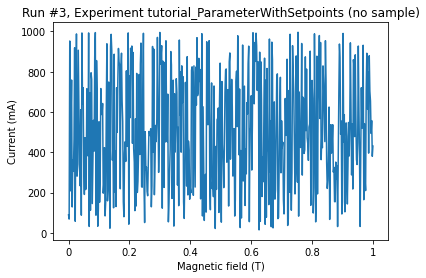 Run #3, Experiment tutorial_ParameterWithSetpoints (no sample)
1000
800
600
400
200
0
Current (mA)
0 0.2 0.4 0.6 0.8 1
Magnetic field (T)